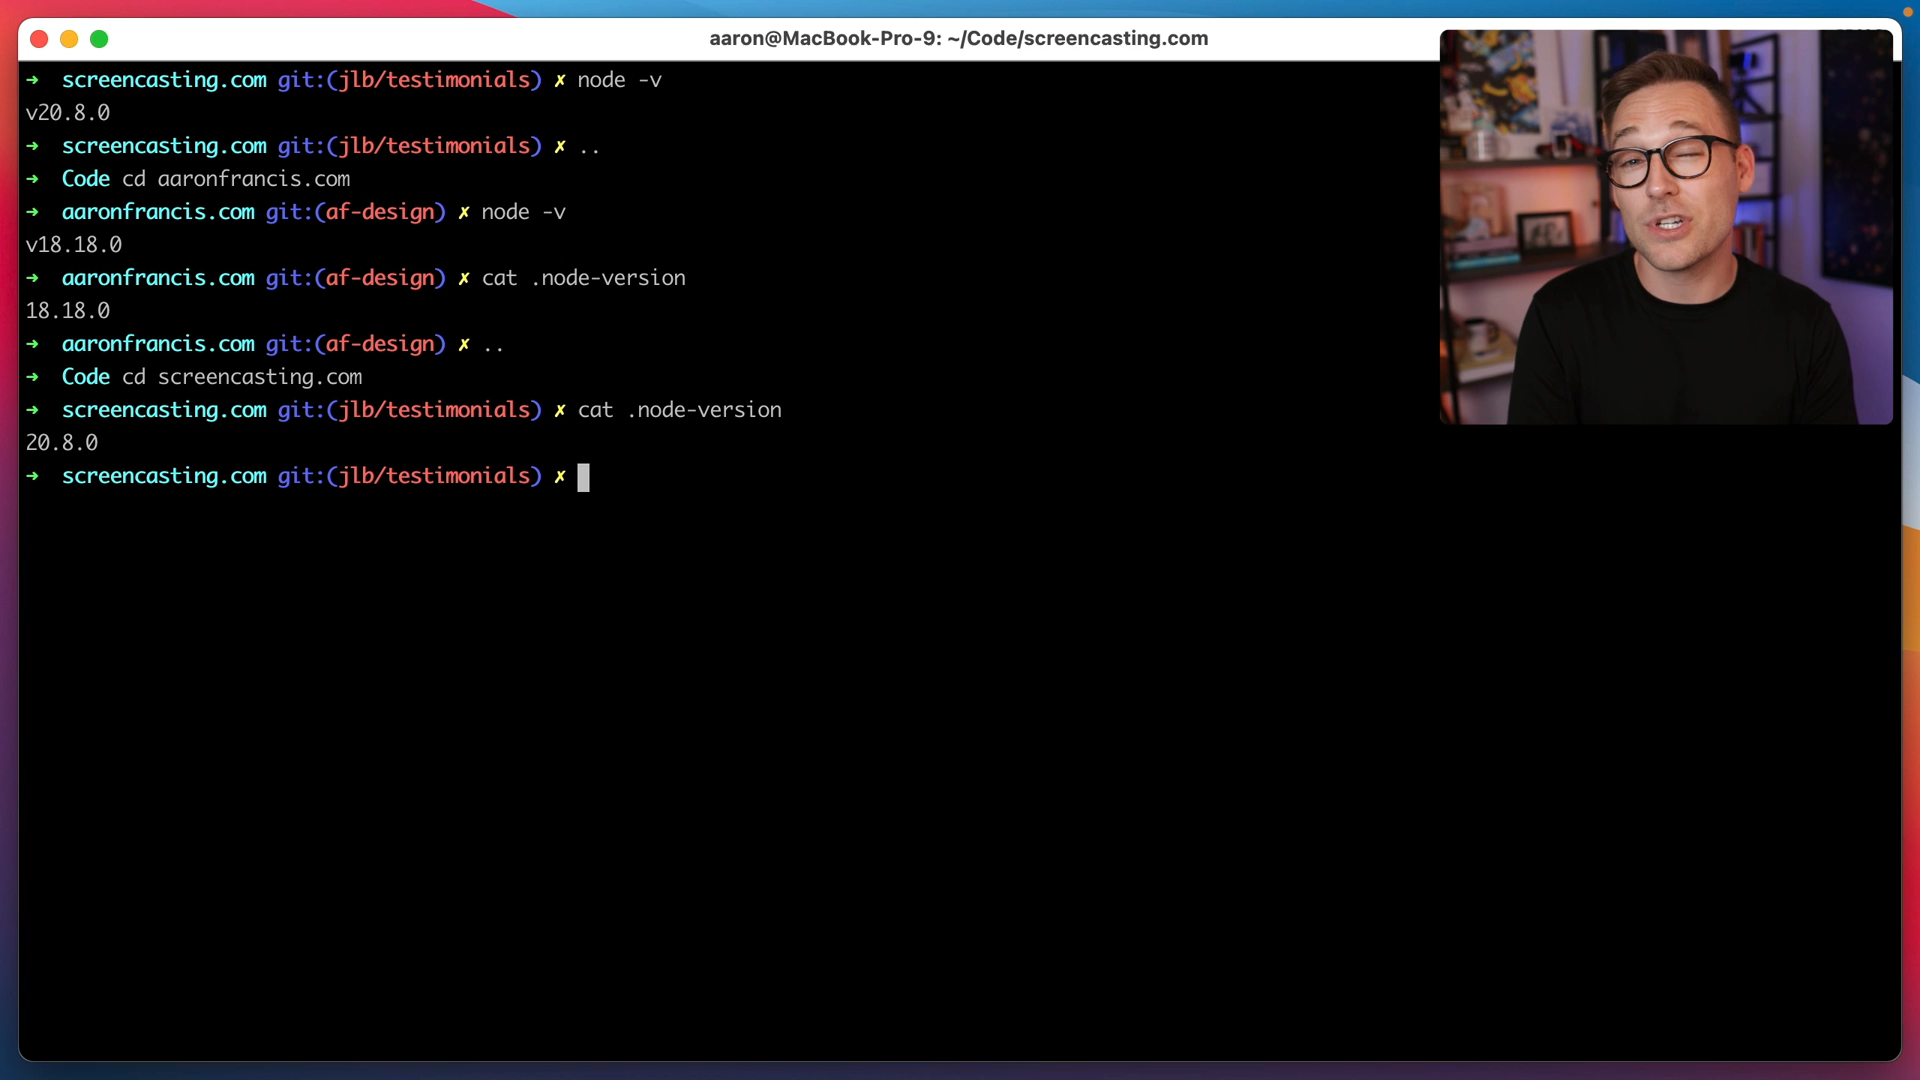 aaron@MacBook-Pro-9: ~/Code/screencasting.com
➜ screencasting.com git:(jlb/testimonials) ✗ node -v
v20.8.0
➜ screencasting.com git:(jlb/testimonials) ✗ ..
➜ Code cd aaronfrancis.com
➜ aaronfrancis.com git:(af-design) ✗ node -v
v18.18.0
➜ aaronfrancis.com git:(af-design) ✗ cat .node-version
18.18.0
➜ aaronfrancis.com git:(af-design) ✗ ..
➜ Code cd screencasting.com
➜ screencasting.com git:(jlb/testimonials) ✗ cat .node-version
20.8.0
➜ screencasting.com git:(jlb/testimonials) ✗